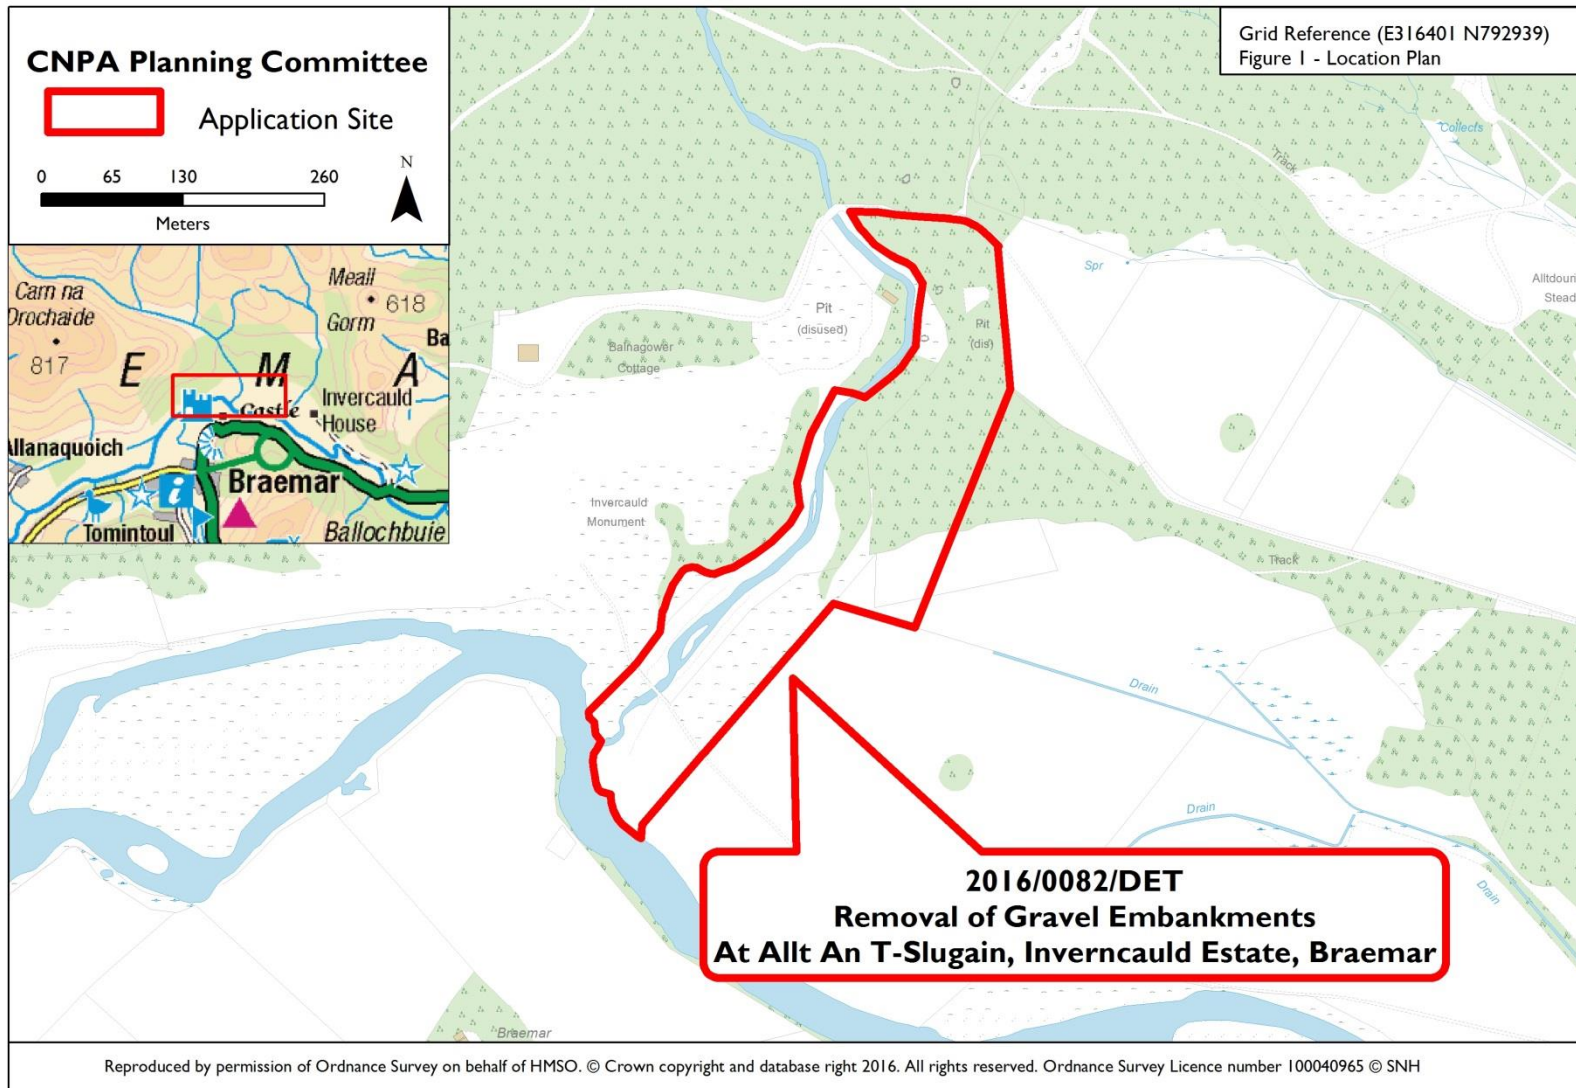 CNPA Planning Committee
Application Site
0 65 130 260
Meters
N
Grid Reference (E316401 N792939)
Figure 1 - Location Plan
Carn na
Drochaide
817
Meall
618
Gorm
Ba
E M A
Castle
Invercauld
House
Allanaquoich
Braemar
i
Tomintoul
Ballochbuie
Collects
Track
Spr
Alltdour
Stead
Pit
(disused)
Pit
(dis)
Balnagower
Cottage
Invercauld
Monument
Track
Drain
Drain
Drain
2016/0082/DET
Removal of Gravel Embankments
At Allt An T-Slugain, Inverncauld Estate, Braemar
Braemar
Reproduced by permission of Ordnance Survey on behalf of HMSO. © Crown copyright and database right 2016. All rights reserved. Ordnance Survey Licence number 100040965 © SNH